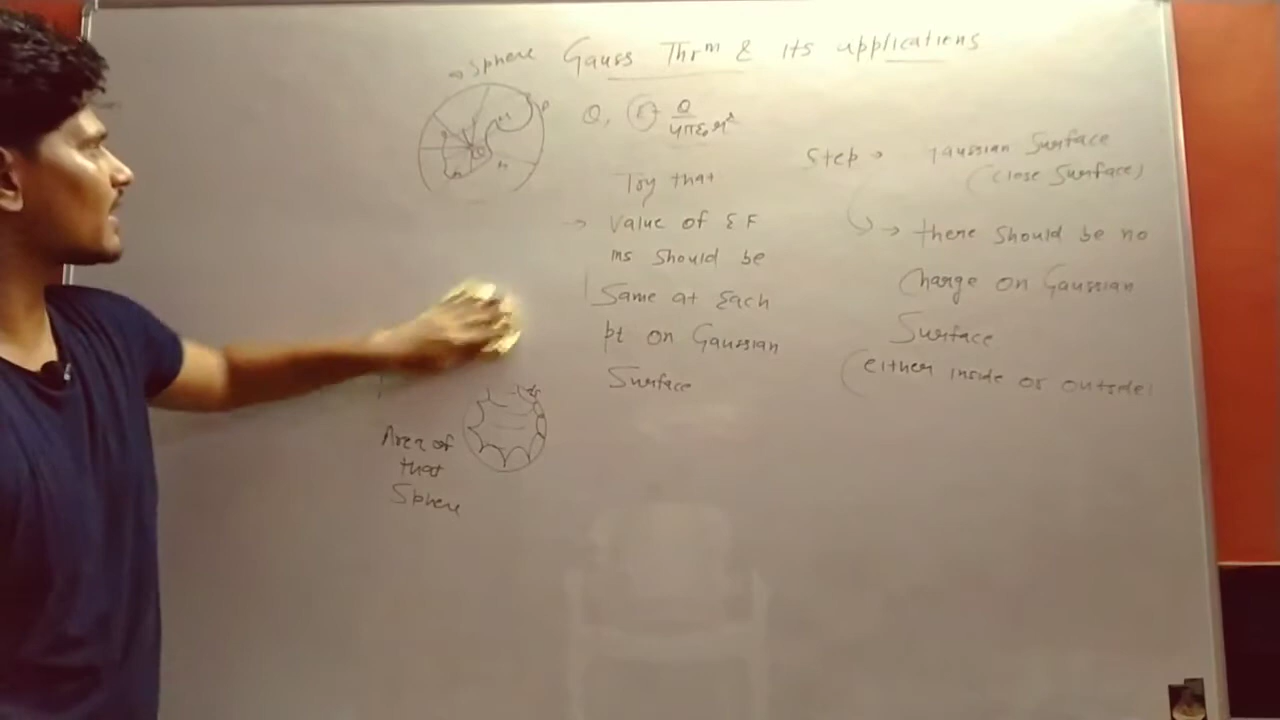 → Sphere
Gauss Thrm & its applications
Q,
E → Q / 4πε₀r²
Try that
→ Value of EF
ms should be
Same at Each
pt on Gaussian
Surface
Step → Gaussian Surface
(Close Surface)
→ there should be no
Charge on Gaussian
Surface
(either inside or outside)
Area of
that
Sphere